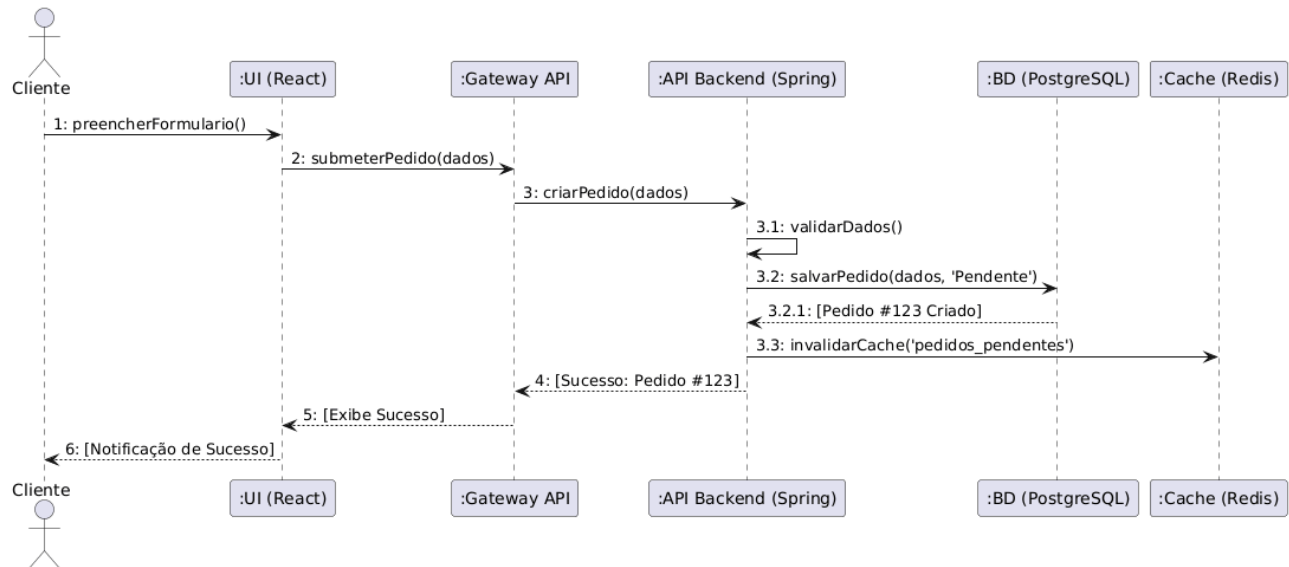 Cliente
:UI (React)
:Gateway API
:API Backend (Spring)
:BD (PostgreSQL)
:Cache (Redis)
1: preencherFormulario()
2: submeterPedido(dados)
3: criarPedido(dados)
3.1: validarDados()
3.2: salvarPedido(dados, 'Pendente')
3.2.1: [Pedido #123 Criado]
3.3: invalidarCache('pedidos_pendentes')
4: [Sucesso: Pedido #123]
5: [Exibe Sucesso]
6: [Notificação de Sucesso]
Cliente
:UI (React)
:Gateway API
:API Backend (Spring)
:BD (PostgreSQL)
:Cache (Redis)